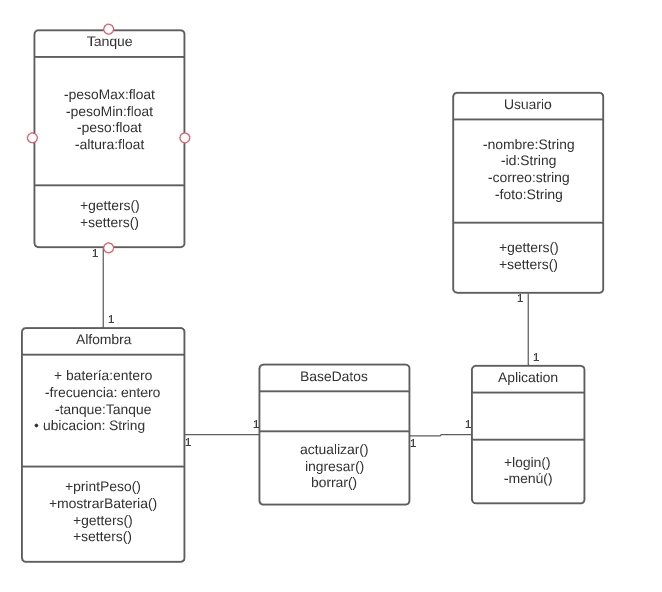 Tanque
-pesoMax:float
-pesoMin:float
-peso:float
-altura:float
+getters()
+setters()
1
1
Alfombra
+ batería:entero
-frecuencia: entero
-tanque:Tanque
• ubicacion: String
+printPeso()
+mostrarBateria()
+getters()
+setters()
1
1
BaseDatos
actualizar()
ingresar()
borrar()
1
1
Usuario
-nombre:String
-id:String
-correo:string
-foto:String
+getters()
+setters()
1
1
Aplication
+login()
-menú()